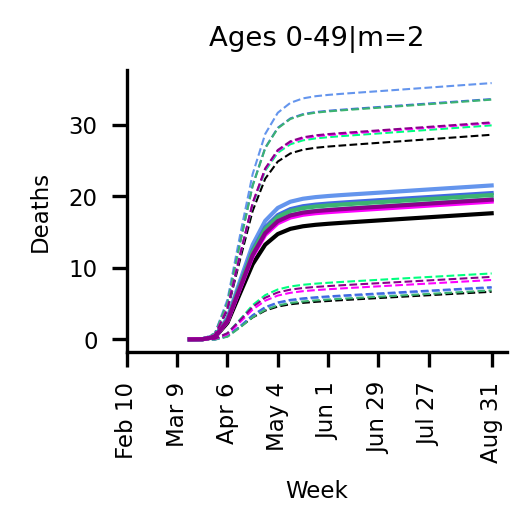 Ages 0-49|m=2
Deaths
30
20
10
0
Feb 10
Mar 9
Apr 6
May 4
Jun 1
Jun 29
Jul 27
Aug 31
Week